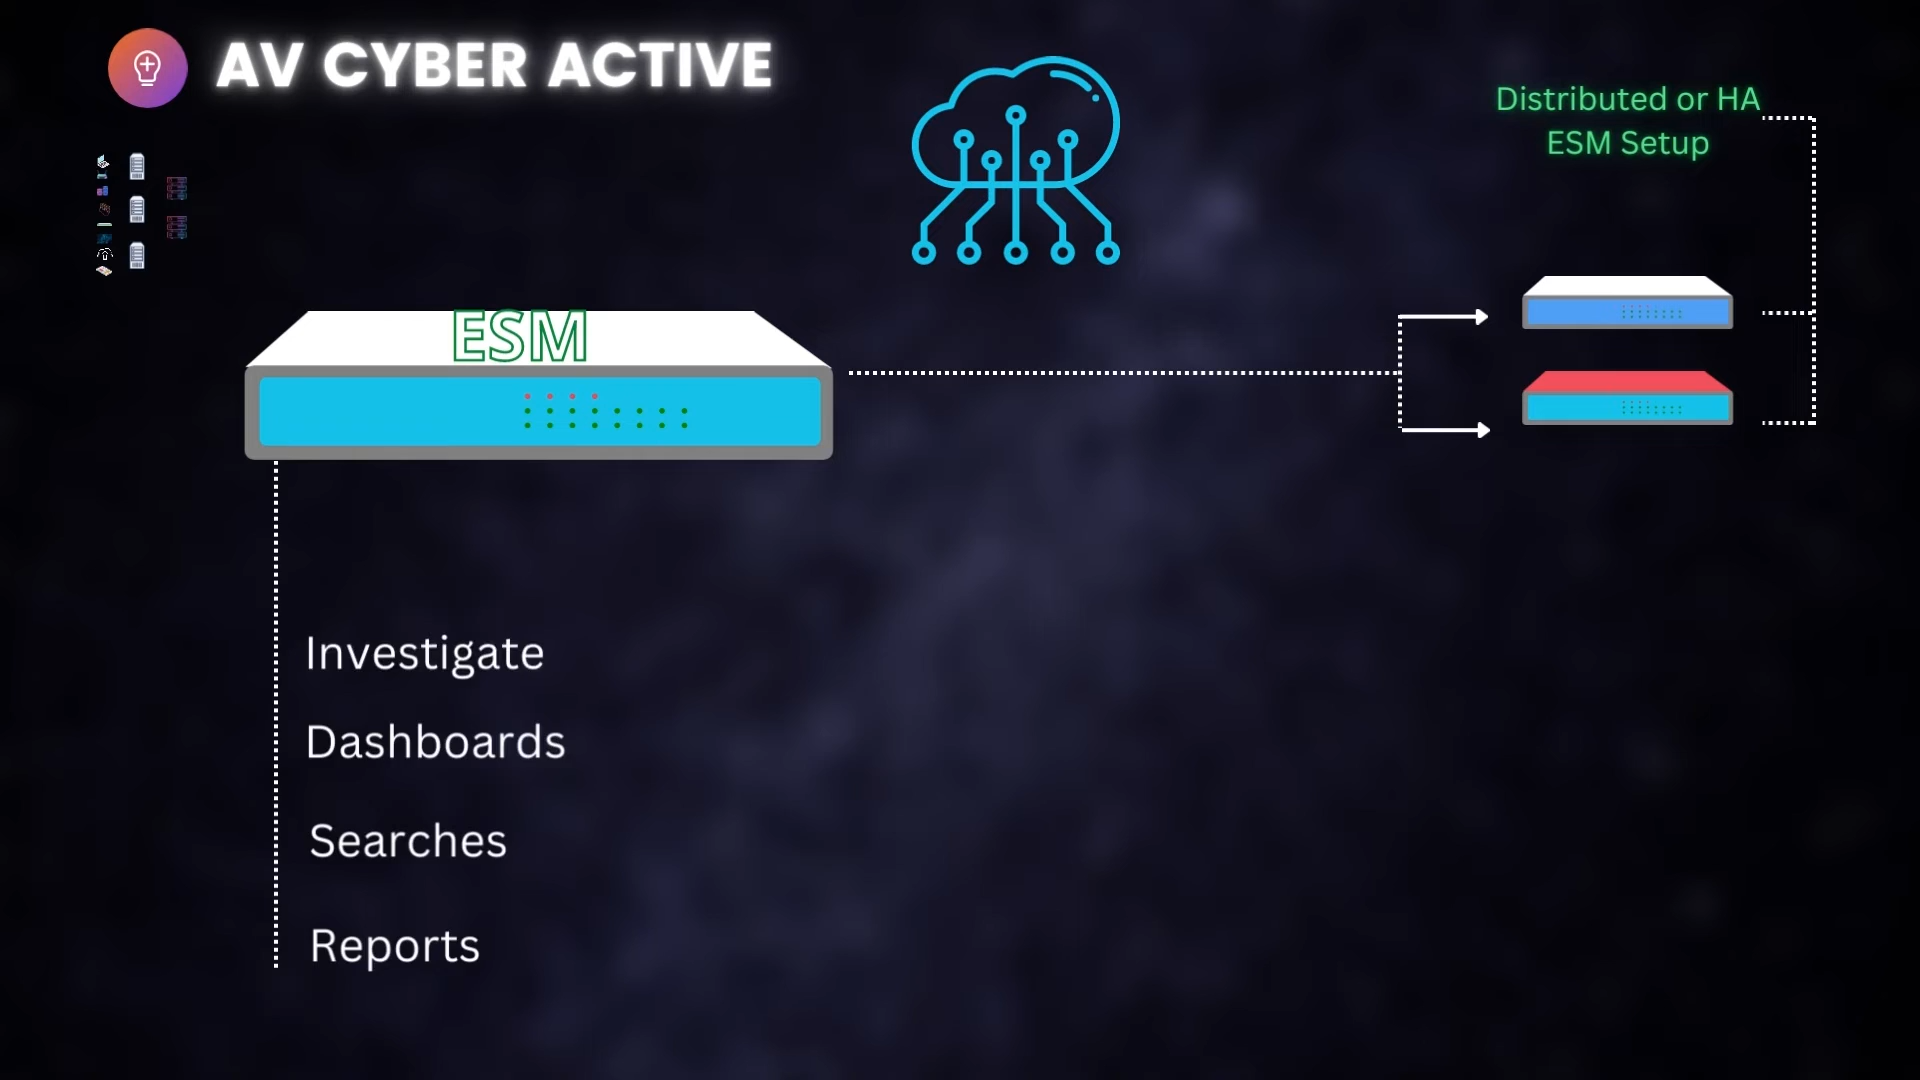 AV CYBER ACTIVE
Distributed or HA
ESM Setup
ESM
Investigate
Dashboards
Searches
Reports